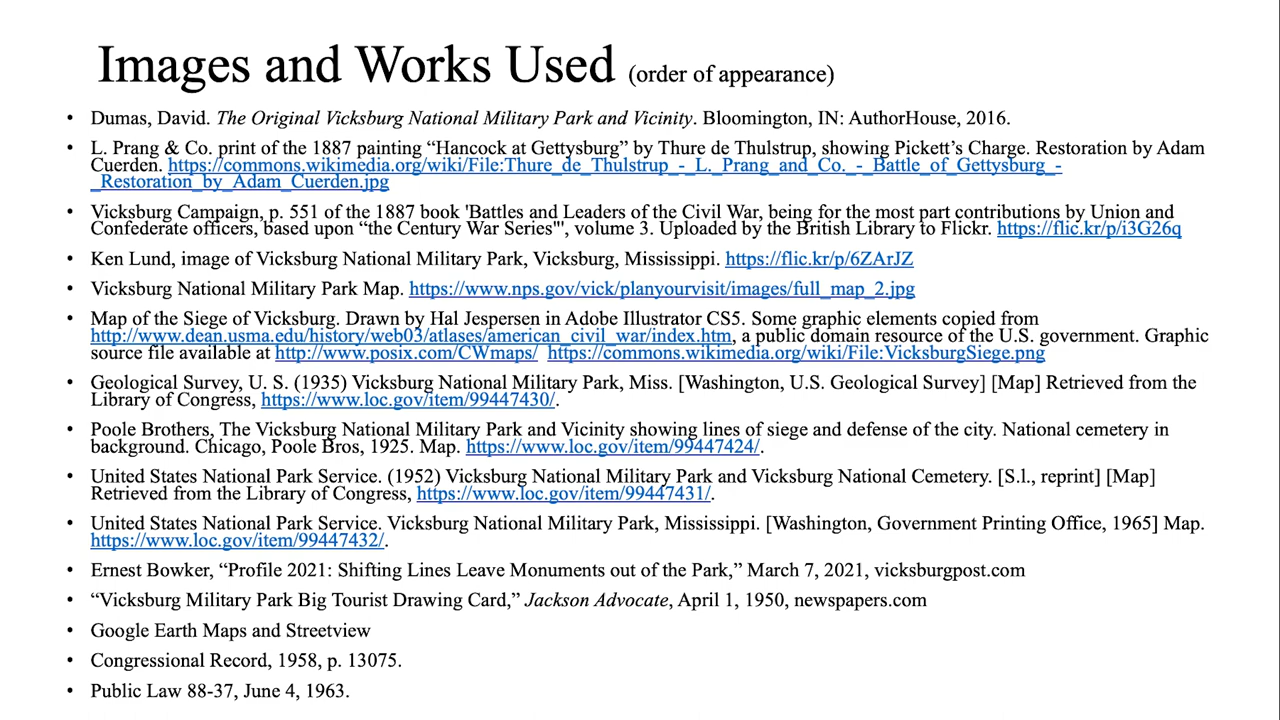 Images and Works Used (order of appearance)
• Dumas, David. The Original Vicksburg National Military Park and Vicinity. Bloomington, IN: AuthorHouse, 2016.
• L. Prang & Co. print of the 1887 painting “Hancock at Gettysburg” by Thure de Thulstrup, showing Pickett’s Charge. Restoration by Adam
Cuerden. https://commons.wikimedia.org/wiki/File:Thure_de_Thulstrup_-_L._Prang_and_Co._-_Battle_of_Gettysburg_-
_Restoration_by_Adam_Cuerden.jpg
• Vicksburg Campaign, p. 551 of the 1887 book 'Battles and Leaders of the Civil War, being for the most part contributions by Union and
Confederate officers, based upon “the Century War Series"', volume 3. Uploaded by the British Library to Flickr. https://flic.kr/p/i3G26q
• Ken Lund, image of Vicksburg National Military Park, Vicksburg, Mississippi. https://flic.kr/p/6ZArJZ
• Vicksburg National Military Park Map. https://www.nps.gov/vick/planyourvisit/images/full_map_2.jpg
• Map of the Siege of Vicksburg. Drawn by Hal Jespersen in Adobe Illustrator CS5. Some graphic elements copied from
http://www.dean.usma.edu/history/web03/atlases/american_civil_war/index.htm, a public domain resource of the U.S. government. Graphic
source file available at http://www.posix.com/CWmaps/ https://commons.wikimedia.org/wiki/File:VicksburgSiege.png
• Geological Survey, U. S. (1935) Vicksburg National Military Park, Miss. [Washington, U.S. Geological Survey] [Map] Retrieved from the
Library of Congress, https://www.loc.gov/item/99447430/.
• Poole Brothers, The Vicksburg National Military Park and Vicinity showing lines of siege and defense of the city. National cemetery in
background. Chicago, Poole Bros, 1925. Map. https://www.loc.gov/item/99447424/.
• United States National Park Service. (1952) Vicksburg National Military Park and Vicksburg National Cemetery. [S.l., reprint] [Map]
Retrieved from the Library of Congress, https://www.loc.gov/item/99447431/.
• United States National Park Service. Vicksburg National Military Park, Mississippi. [Washington, Government Printing Office, 1965] Map.
https://www.loc.gov/item/99447432/.
• Ernest Bowker, “Profile 2021: Shifting Lines Leave Monuments out of the Park,” March 7, 2021, vicksburgpost.com
• “Vicksburg Military Park Big Tourist Drawing Card,” Jackson Advocate, April 1, 1950, newspapers.com
• Google Earth Maps and Streetview
• Congressional Record, 1958, p. 13075.
• Public Law 88-37, June 4, 1963.